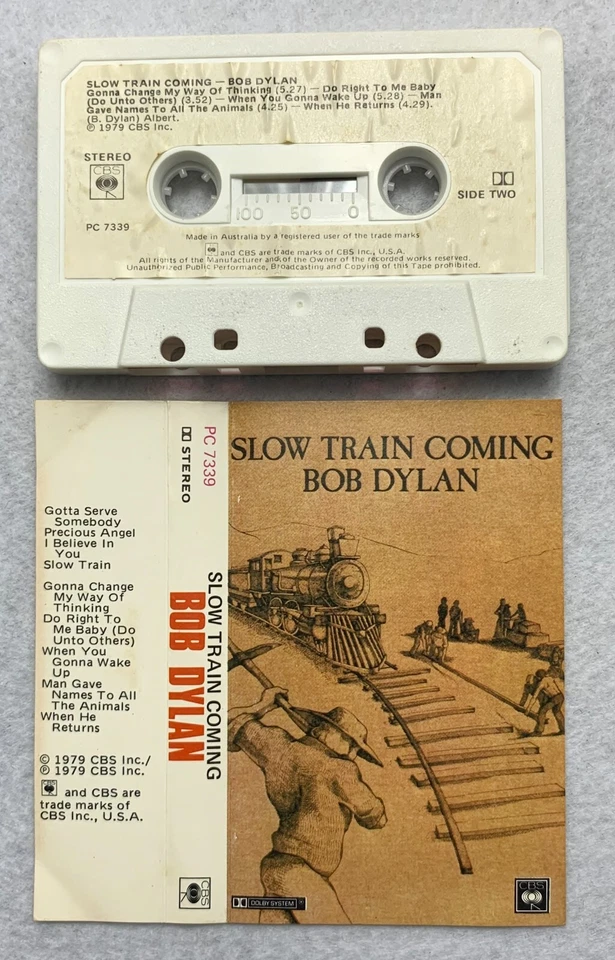 SLOW TRAIN COMING — BOB DYLAN
Gonna Change My Way Of Thinking (5.27) — Do Right To Me Baby
(Do Unto Others) (3.52) — When You Gonna Wake Up (5.28) — Man
Gave Names To All The Animals (4.25) — When He Returns (4.29).
(B. Dylan) Albert.
℗ 1979 CBS Inc.
STEREO
CBS
PC 7339
SIDE TWO
100 50 0
Made in Australia by a registered user of the trade marks
and CBS are trade marks of CBS Inc., U.S.A.
All rights of the Manufacturer and of the Owner of the recorded works reserved.
Unauthorized Public Performance, Broadcasting and Copying of this Tape prohibited.
Gotta Serve
Somebody
Precious Angel
I Believe In
You
Slow Train
Gonna Change
My Way Of
Thinking
Do Right To
Me Baby (Do
Unto Others)
When You
Gonna Wake
Up
Man Gave
Names To All
The Animals
When He
Returns
© 1979 CBS Inc./
℗ 1979 CBS Inc.
and CBS are
trade marks of
CBS Inc., U.S.A.
PC 7339
STEREO
SLOW TRAIN COMING
BOB DYLAN
CBS
SLOW TRAIN COMING
BOB DYLAN
DOLBY SYSTEM ®
CBS